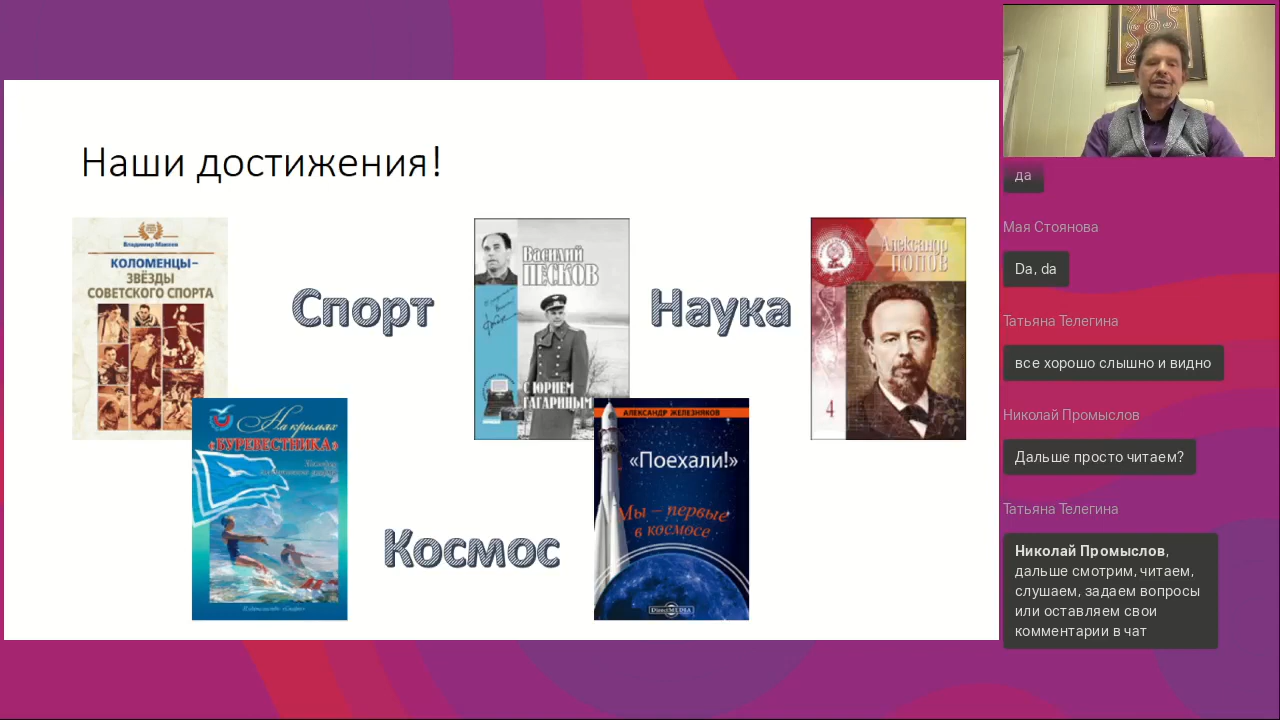 Наши достижения!
Владимир Макеев
КОЛОМЕНЦЫ–
ЗВЁЗДЫ
СОВЕТСКОГО СПОРТА
Спорт
Василий
ПЕСКОВ
С ЮРИЕМ
ГАГАРИНЫМ
Наука
Александр
ПОПОВ
4
На крыльях
«БУРЕВЕСТНИКА»
Космос
АЛЕКСАНДР ЖЕЛЕЗНЯКОВ
«Поехали!»
Мы – первые
в космосе
DirectMEDIA
да
Мая Стоянова
Da, da
Татьяна Телегина
все хорошо слышно и видно
Николай Промыслов
Дальше просто читаем?
Татьяна Телегина
Николай Промыслов,
дальше смотрим, читаем,
слушаем, задаем вопросы
или оставляем свои
комментарии в чат